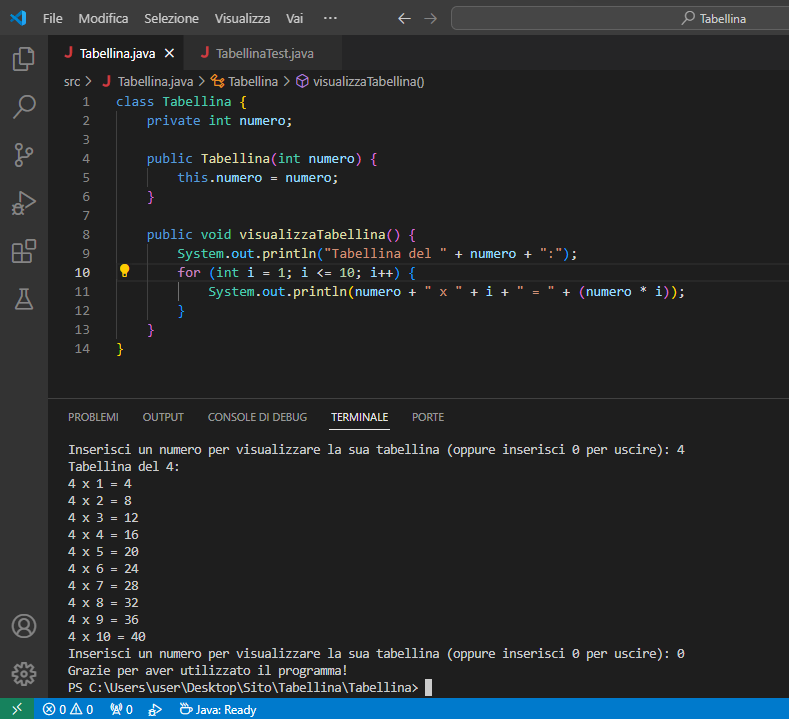 File Modifica Selezione Visualizza Vai ··· Tabellina
Tabellina.java TabellinaTest.java
src > Tabellina.java > Tabellina > visualizzaTabellina()
1 class Tabellina {
2 private int numero;
3
4 public Tabellina(int numero) {
5 this.numero = numero;
6 }
7
8 public void visualizzaTabellina() {
9 System.out.println("Tabellina del " + numero + ":");
10 for (int i = 1; i <= 10; i++) {
11 System.out.println(numero + " x " + i + " = " + (numero * i));
12 }
13 }
14 }
PROBLEMI OUTPUT CONSOLE DI DEBUG TERMINALE PORTE
Inserisci un numero per visualizzare la sua tabellina (oppure inserisci 0 per uscire): 4
Tabellina del 4:
4 x 1 = 4
4 x 2 = 8
4 x 3 = 12
4 x 4 = 16
4 x 5 = 20
4 x 6 = 24
4 x 7 = 28
4 x 8 = 32
4 x 9 = 36
4 x 10 = 40
Inserisci un numero per visualizzare la sua tabellina (oppure inserisci 0 per uscire): 0
Grazie per aver utilizzato il programma!
PS C:\Users\user\Desktop\Sito\Tabellina\Tabellina>
0 0 0 Java: Ready